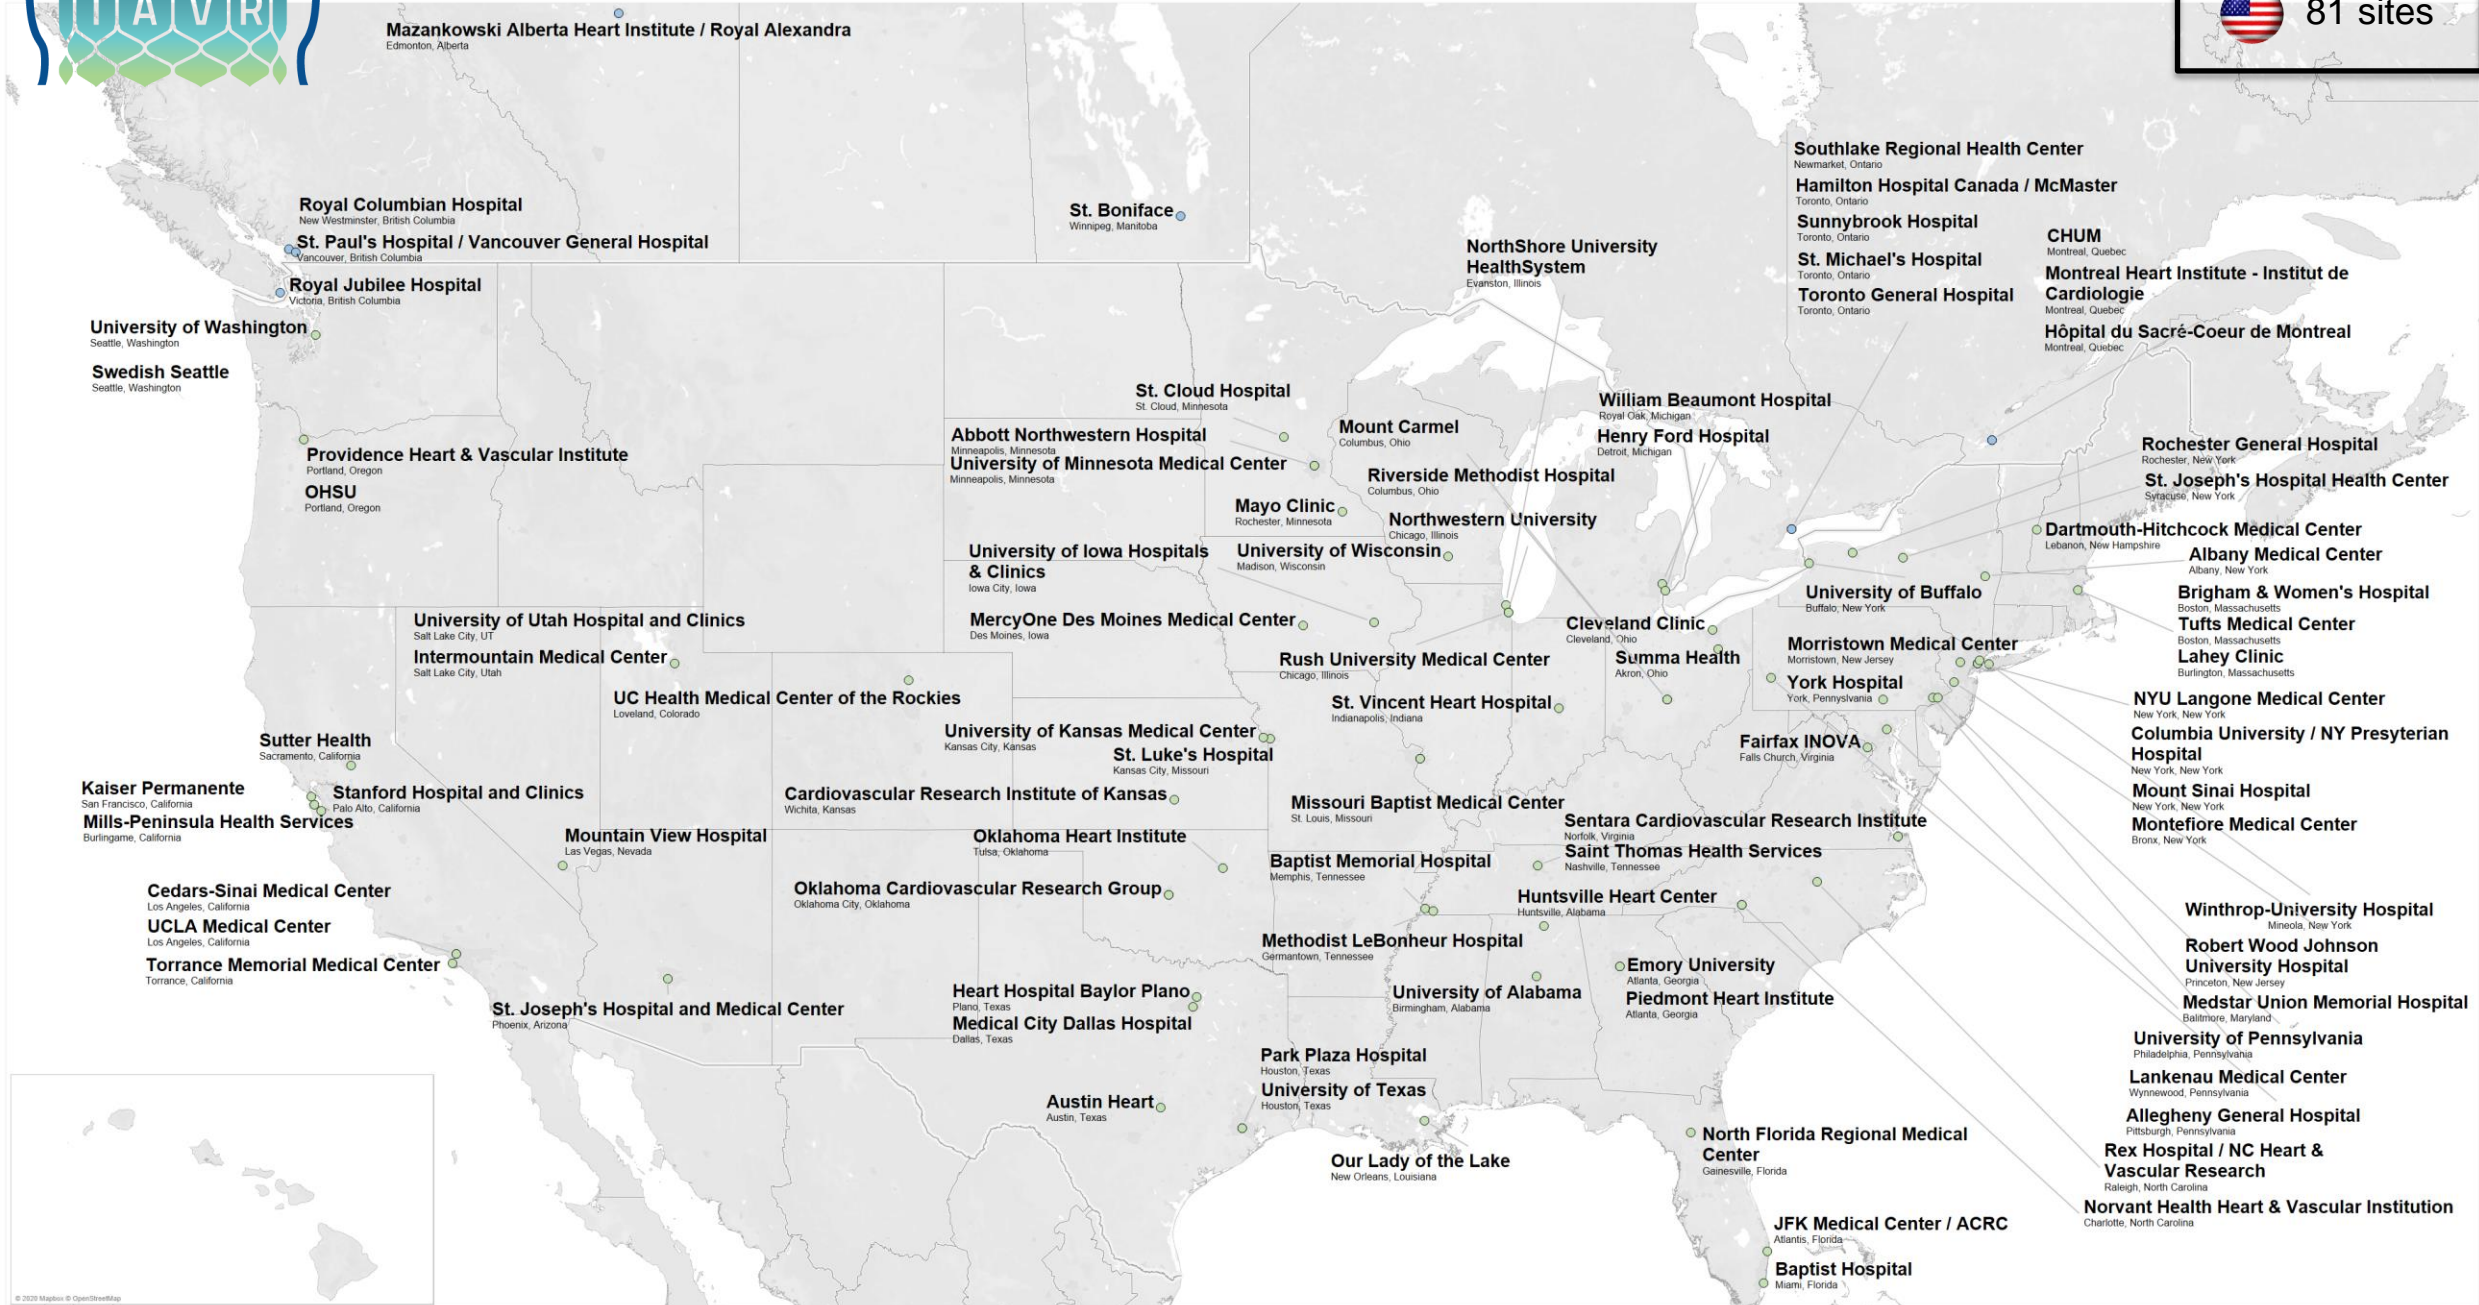 TAVR
81 sites
Mazankowski Alberta Heart Institute / Royal Alexandra
Edmonton, Alberta
Royal Columbian Hospital
New Westminster, British Columbia
St. Paul's Hospital / Vancouver General Hospital
Vancouver, British Columbia
Royal Jubilee Hospital
Victoria, British Columbia
University of Washington
Seattle, Washington
Swedish Seattle
Seattle, Washington
Providence Heart & Vascular Institute
Portland, Oregon
OHSU
Portland, Oregon
St. Boniface
Winnipeg, Manitoba
NorthShore University
HealthSystem
Evanston, Illinois
Southlake Regional Health Center
Newmarket, Ontario
Hamilton Hospital Canada / McMaster
Toronto, Ontario
Sunnybrook Hospital
Toronto, Ontario
St. Michael's Hospital
Toronto, Ontario
Toronto General Hospital
Toronto, Ontario
CHUM
Montreal, Quebec
Montreal Heart Institute - Institut de
Cardiologie
Montreal, Quebec
Hôpital du Sacré-Coeur de Montreal
Montreal, Quebec
St. Cloud Hospital
St. Cloud, Minnesota
Abbott Northwestern Hospital
Minneapolis, Minnesota
University of Minnesota Medical Center
Minneapolis, Minnesota
Mount Carmel
Columbus, Ohio
Riverside Methodist Hospital
Columbus, Ohio
Mayo Clinic
Rochester, Minnesota
Northwestern University
Chicago, Illinois
William Beaumont Hospital
Royal Oak, Michigan
Henry Ford Hospital
Detroit, Michigan
Rochester General Hospital
Rochester, New York
St. Joseph's Hospital Health Center
Syracuse, New York
Dartmouth-Hitchcock Medical Center
Lebanon, New Hampshire
Albany Medical Center
Albany, New York
Brigham & Women's Hospital
Boston, Massachusetts
Tufts Medical Center
Boston, Massachusetts
Lahey Clinic
Burlington, Massachusetts
University of Iowa Hospitals
& Clinics
Iowa City, Iowa
University of Wisconsin
Madison, Wisconsin
MercyOne Des Moines Medical Center
Des Moines, Iowa
University of Buffalo
Buffalo, New York
Cleveland Clinic
Cleveland, Ohio
Summa Health
Akron, Ohio
Morristown Medical Center
Morristown, New Jersey
York Hospital
York, Pennsylvania
Rush University Medical Center
Chicago, Illinois
St. Vincent Heart Hospital
Indianapolis, Indiana
Fairfax INOVA
Falls Church, Virginia
NYU Langone Medical Center
New York, New York
Columbia University / NY Presyterian
Hospital
New York, New York
Mount Sinai Hospital
New York, New York
Montefiore Medical Center
Bronx, New York
University of Utah Hospital and Clinics
Salt Lake City, UT
Intermountain Medical Center
Salt Lake City, Utah
UC Health Medical Center of the Rockies
Loveland, Colorado
Sutter Health
Sacramento, California
Kaiser Permanente
San Francisco, California
Stanford Hospital and Clinics
Palo Alto, California
Mills-Peninsula Health Services
Burlingame, California
Mountain View Hospital
Las Vegas, Nevada
Cedars-Sinai Medical Center
Los Angeles, California
UCLA Medical Center
Los Angeles, California
Torrance Memorial Medical Center
Torrance, California
St. Joseph's Hospital and Medical Center
Phoenix, Arizona
University of Kansas Medical Center
Kansas City, Kansas
St. Luke's Hospital
Kansas City, Missouri
Cardiovascular Research Institute of Kansas
Wichita, Kansas
Oklahoma Heart Institute
Tulsa, Oklahoma
Oklahoma Cardiovascular Research Group
Oklahoma City, Oklahoma
Missouri Baptist Medical Center
St. Louis, Missouri
Sentara Cardiovascular Research Institute
Norfolk, Virginia
Saint Thomas Health Services
Nashville, Tennessee
Baptist Memorial Hospital
Memphis, Tennessee
Huntsville Heart Center
Huntsville, Alabama
Methodist LeBonheur Hospital
Germantown, Tennessee
Emory University
Atlanta, Georgia
Piedmont Heart Institute
Atlanta, Georgia
University of Alabama
Birmingham, Alabama
Heart Hospital Baylor Plano
Plano, Texas
Medical City Dallas Hospital
Dallas, Texas
Park Plaza Hospital
Houston, Texas
University of Texas
Houston, Texas
Austin Heart
Austin, Texas
Our Lady of the Lake
New Orleans, Louisiana
North Florida Regional Medical
Center
Gainesville, Florida
JFK Medical Center / ACRC
Atlantis, Florida
Baptist Hospital
Miami, Florida
Winthrop-University Hospital
Mineola, New York
Robert Wood Johnson
University Hospital
Princeton, New Jersey
Medstar Union Memorial Hospital
Balitmore, Maryland
University of Pennsylvania
Philadelphia, Pennsylvania
Lankenau Medical Center
Wynnewood, Pennsylvania
Allegheny General Hospital
Pittsburgh, Pennsylvania
Rex Hospital / NC Heart &
Vascular Research
Raleigh, North Carolina
Norvant Health Heart & Vascular Institution
Charlotte, North Carolina
© 2020 Mapbox © OpenStreetMap